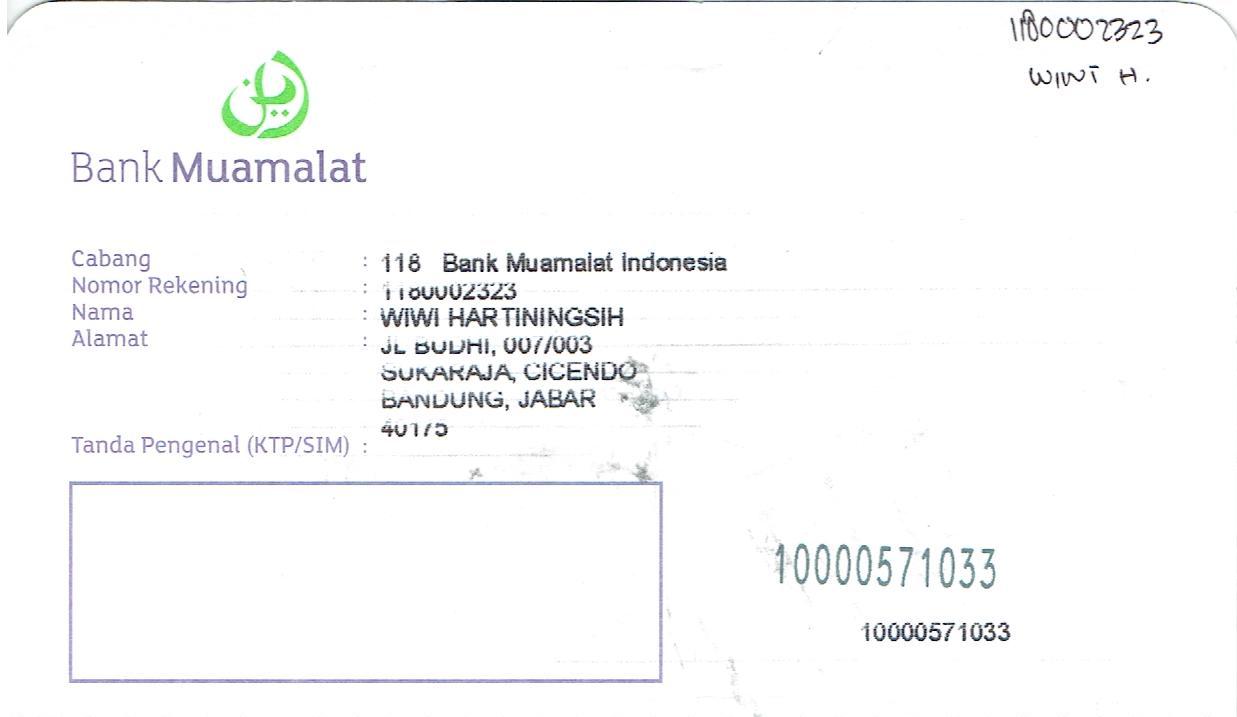 1180002323
WIWI H.
Bank Muamalat
Cabang : 118 Bank Muamalat Indonesia
Nomor Rekening : 1180002323
Nama : WIWI HARTININGSIH
Alamat : JL BUDHI, 007/003
SUKARAJA, CICENDO
BANDUNG, JABAR
40175
Tanda Pengenal (KTP/SIM) :
10000571033
10000571033